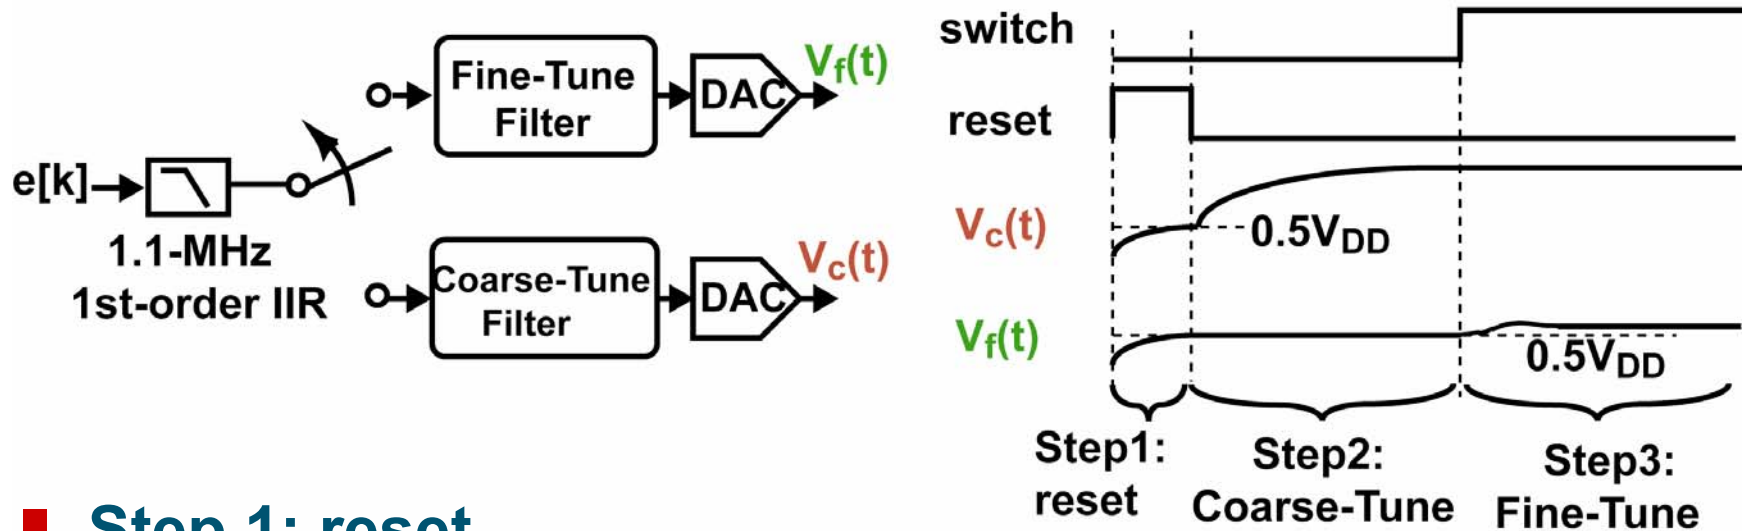 e[k]
1.1-MHz
1st-order IIR
Fine-Tune
Filter
DAC
Vf(t)
Coarse-Tune
Filter
DAC
Vc(t)
switch
reset
Vc(t)
0.5VDD
Vf(t)
0.5VDD
Step1:
reset
Step2:
Coarse-Tune
Step3:
Fine-Tune
Step 1: reset